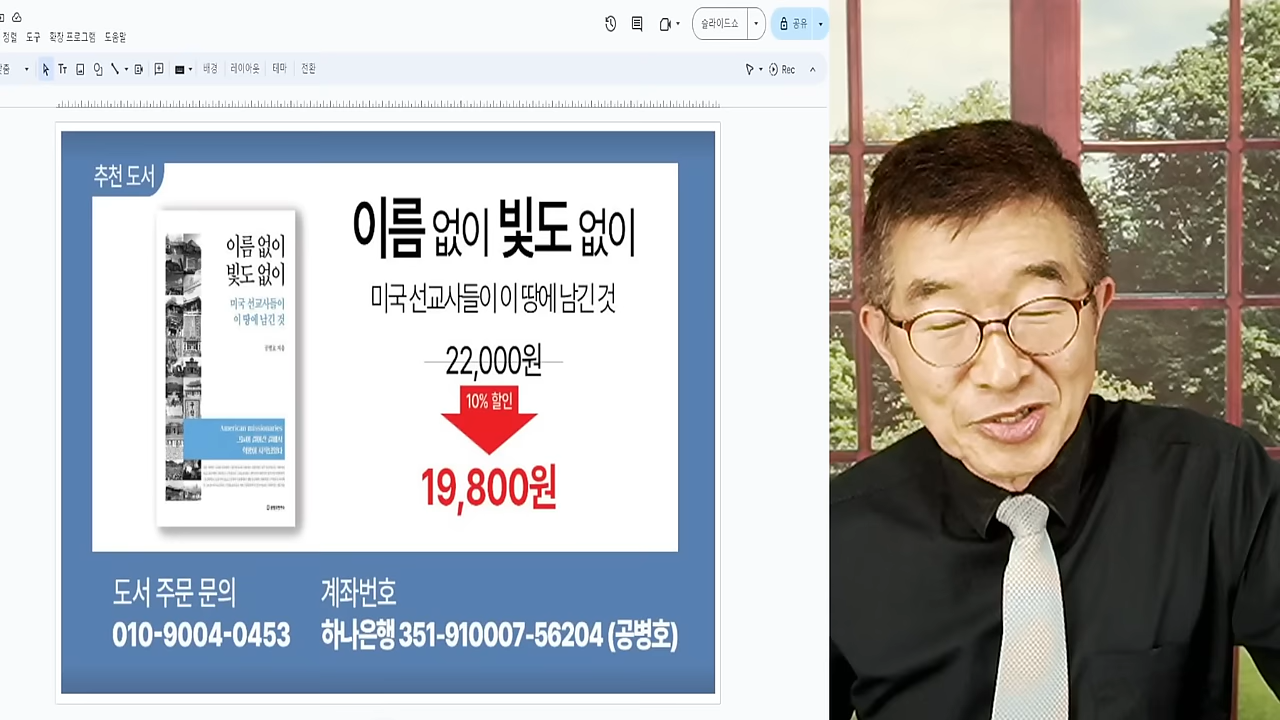 정렬 도구 확장 프로그램 도움말
슬라이드쇼
공유
배경 레이아웃 테마 전환
Rec
추천 도서
이름 없이
빛도 없이
미국 선교사들이
이 땅에 남긴 것
공병호 지음
American missionaries
이름 없이 빛도 없이
미국 선교사들이 이 땅에 남긴 것
22,000원
10% 할인
19,800원
도서 주문 문의
010-9004-0453
계좌번호
하나은행 351-910007-56204 (공병호)